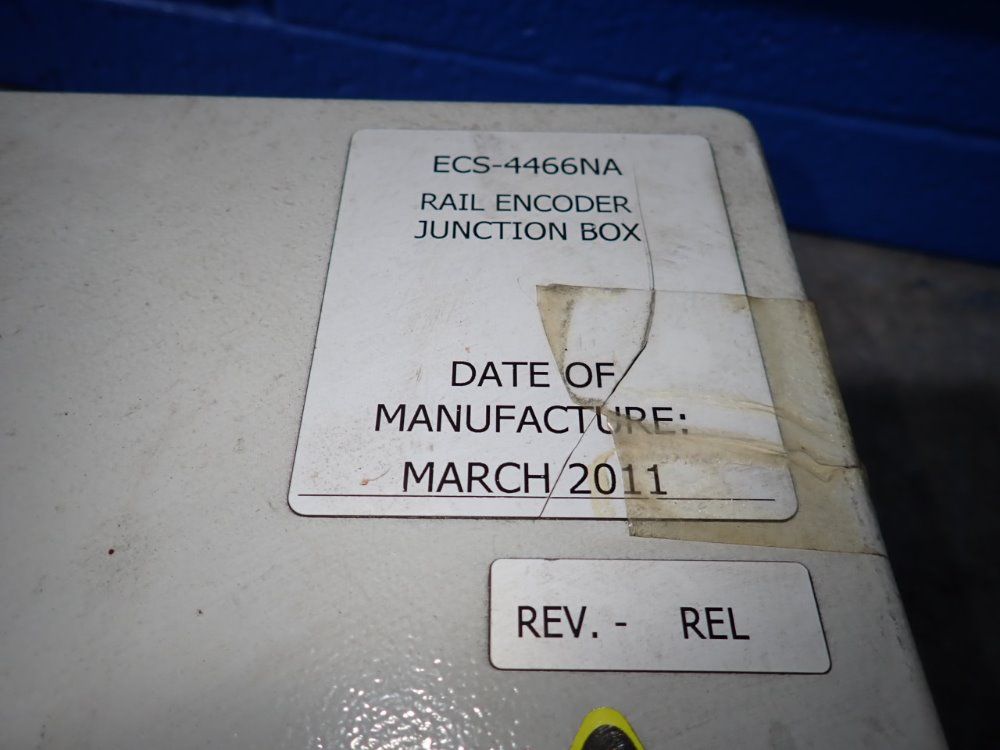 ECS-4466NA
RAIL ENCODER
JUNCTION BOX
DATE OF
MANUFACTURE:
MARCH 2011
REV. - REL